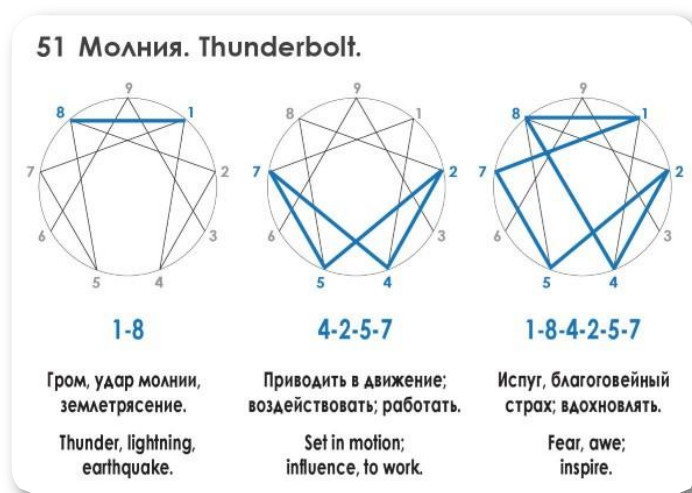 51 Молния. Thunderbolt.
9
8 1
7 2
6 3
5 4
9
8 1
7 2
6 3
5 4
9
8 1
7 2
6 3
5 4
1-8
4-2-5-7
1-8-4-2-5-7
Гром, удар молнии,
землетрясение.
Thunder, lightning,
earthquake.
Приводить в движение;
воздействовать; работать.
Set in motion;
influence, to work.
Испуг, благоговейный
страх; вдохновлять.
Fear, awe;
inspire.